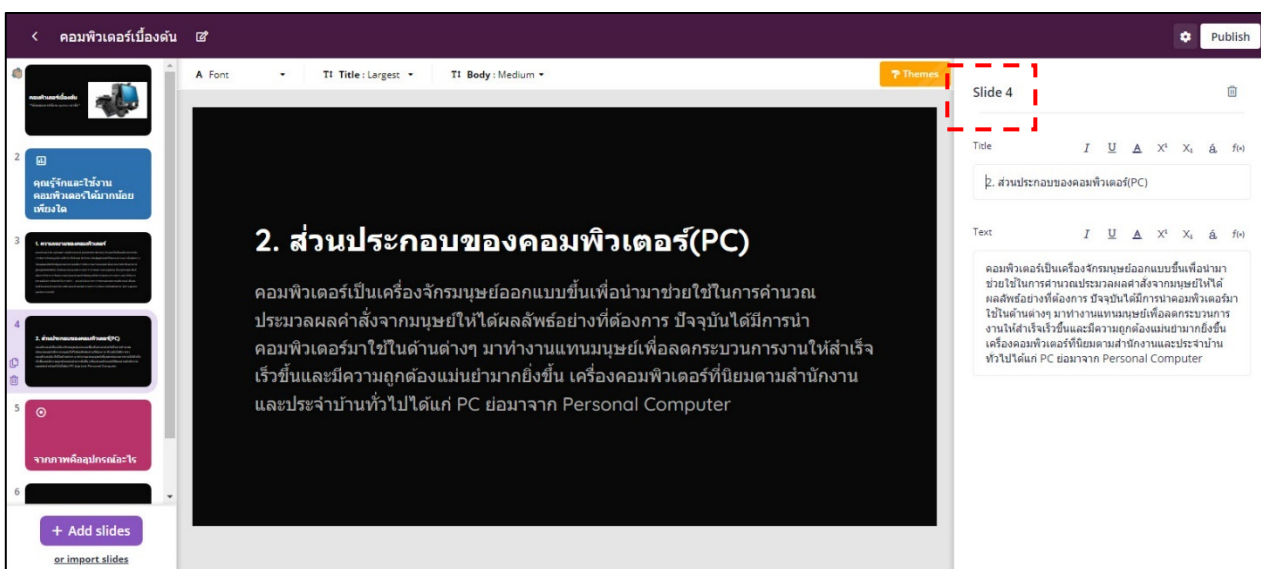 คอมพิวเตอร์เบื้องต้น
Publish
A Font
TI Title : Largest
TI Body : Medium
Themes
คอมพิวเตอร์เบื้องต้น
2
คุณรู้จักและใช้งาน
คอมพิวเตอร์ได้มากน้อย
เพียงใด
3
1. ความหมายของคอมพิวเตอร์
4
2. ส่วนประกอบของคอมพิวเตอร์(PC)
5
จากภาพคืออุปกรณ์อะไร
6
+ Add slides
or import slides
2. ส่วนประกอบของคอมพิวเตอร์(PC)
คอมพิวเตอร์เป็นเครื่องจักรมนุษย์ออกแบบขึ้นเพื่อนำมาช่วยใช้ในการคำนวณ
ประมวลผลคำสั่งจากมนุษย์ให้ได้ผลลัพธ์อย่างที่ต้องการ ปัจจุบันได้มีการนำ
คอมพิวเตอร์มาใช้ในด้านต่างๆ มาทำงานแทนมนุษย์เพื่อลดกระบวนการงานให้สำเร็จ
เร็วขึ้นและมีความถูกต้องแม่นยำมากยิ่งขึ้น เครื่องคอมพิวเตอร์ที่นิยมตามสำนักงาน
และประจำบ้านทั่วไปได้แก่ PC ย่อมาจาก Personal Computer
Slide 4
Title I U A X² X₂ á f(x)
2. ส่วนประกอบของคอมพิวเตอร์(PC)
Text I U A X² X₂ á f(x)
คอมพิวเตอร์เป็นเครื่องจักรมนุษย์ออกแบบขึ้นเพื่อนำมา
ช่วยใช้ในการคำนวณประมวลผลคำสั่งจากมนุษย์ให้ได้
ผลลัพธ์อย่างที่ต้องการ ปัจจุบันได้มีการนำคอมพิวเตอร์มา
ใช้ในด้านต่างๆ มาทำงานแทนมนุษย์เพื่อลดกระบวนการ
งานให้สำเร็จเร็วขึ้นและมีความถูกต้องแม่นยำมากยิ่งขึ้น
เครื่องคอมพิวเตอร์ที่นิยมตามสำนักงานและประจำบ้าน
ทั่วไปได้แก่ PC ย่อมาจาก Personal Computer